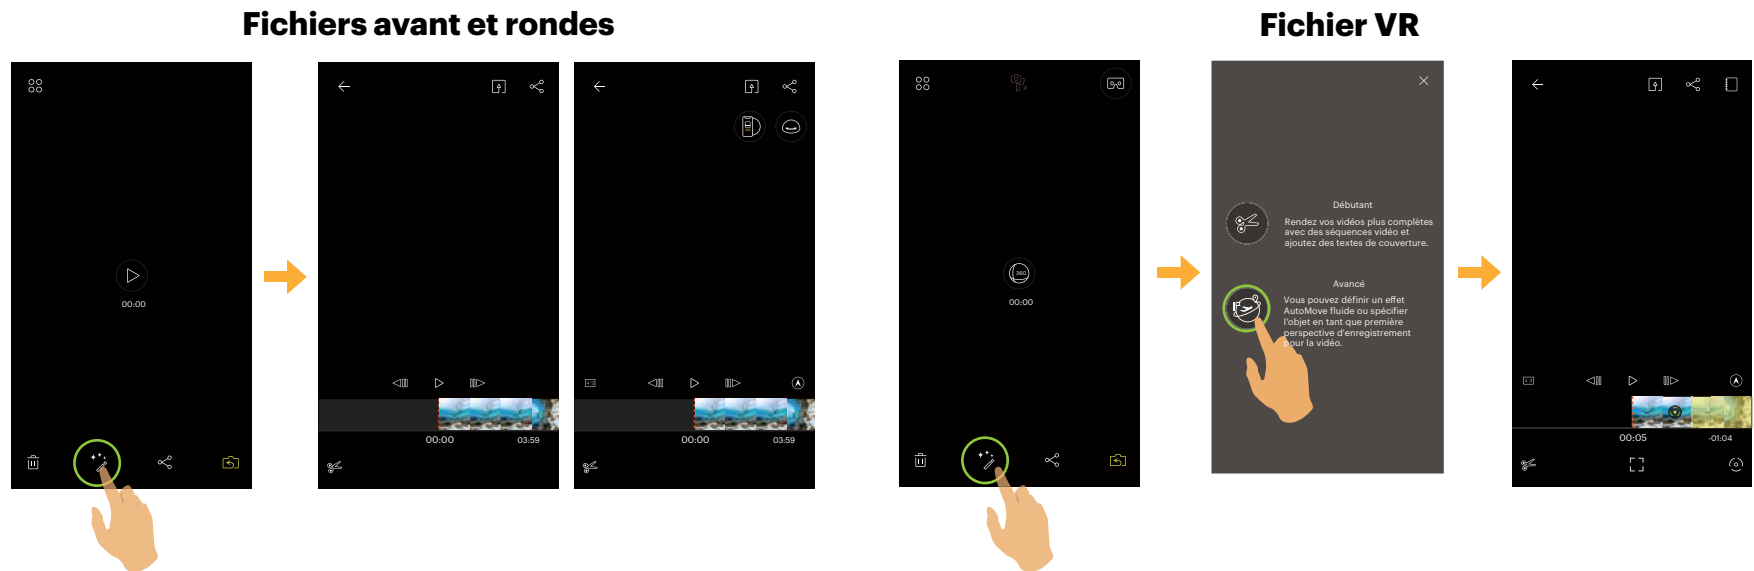 Fichiers avant et rondes
00:00
00:00
03:59
00:00
03:59
Fichier VR
360
00:00
Débutant
Rendez vos vidéos plus complètes
avec des séquences vidéo et
ajoutez des textes de couverture.
Avancé
Vous pouvez définir un effet
AutoMove fluide ou spécifier
l'objet en tant que première
perspective d'enregistrement
pour la vidéo.
00:05
-01:04